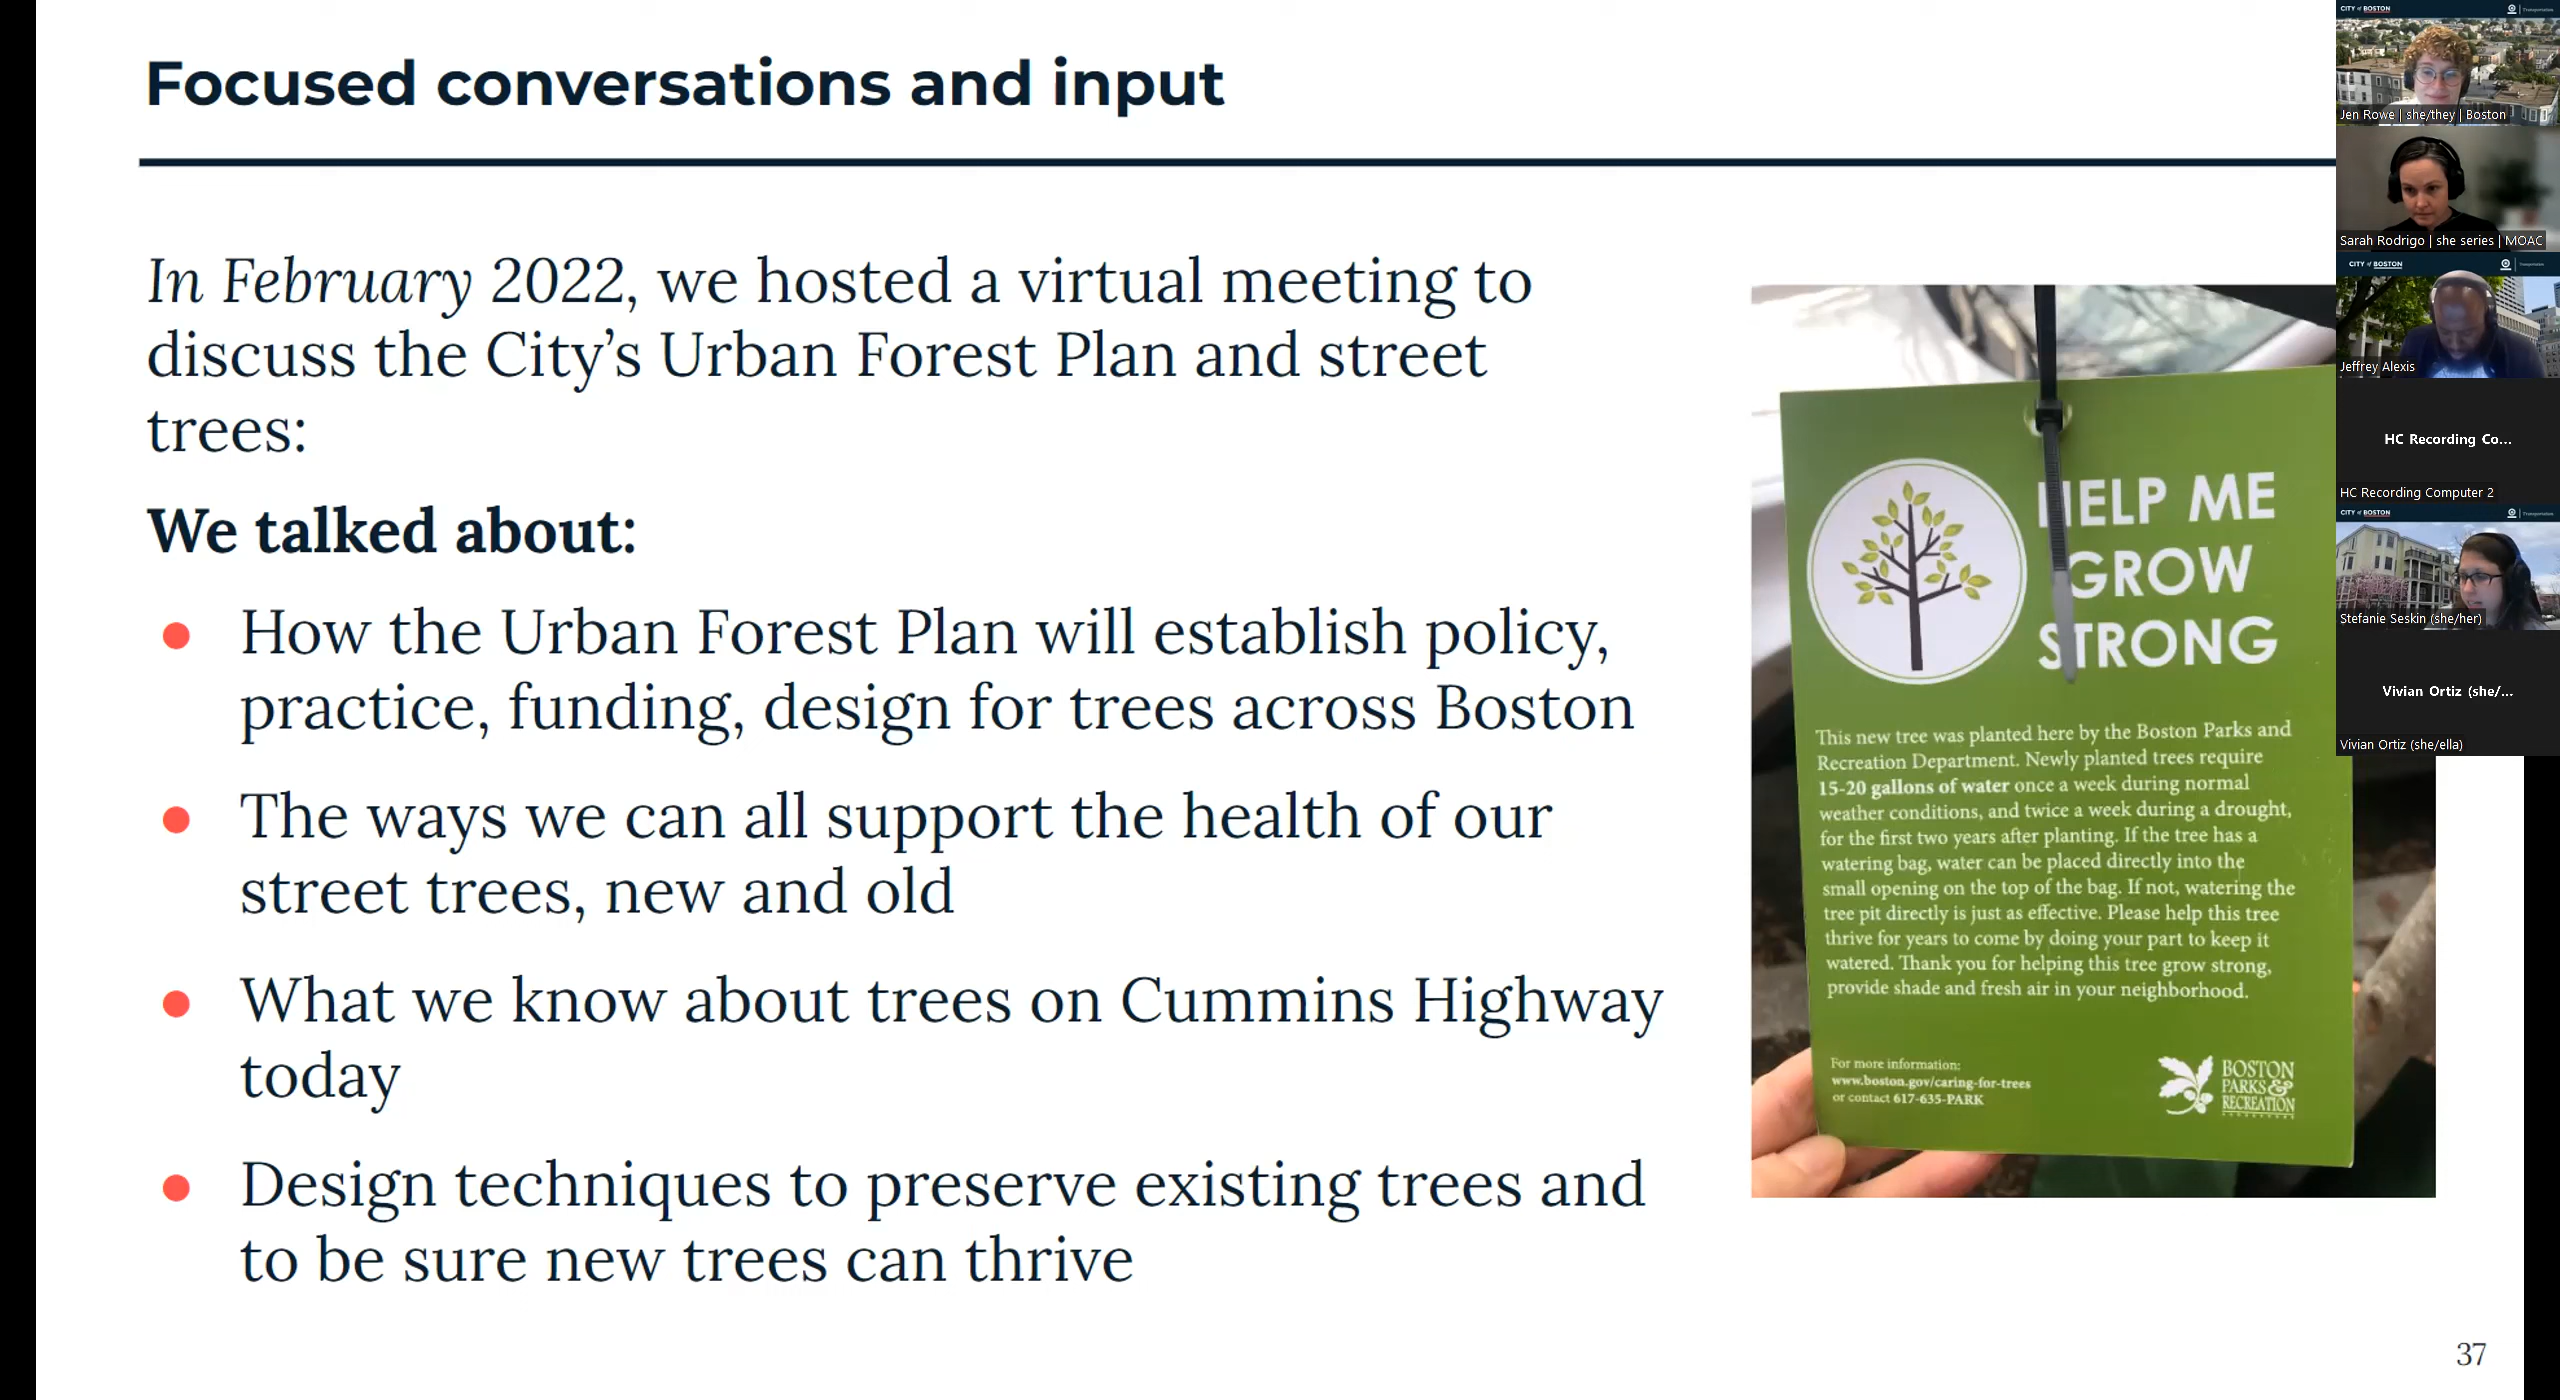 Focused conversations and input
In February 2022, we hosted a virtual meeting to
discuss the City's Urban Forest Plan and street
trees:
We talked about:
● How the Urban Forest Plan will establish policy,
practice, funding, design for trees across Boston
● The ways we can all support the health of our
street trees, new and old
● What we know about trees on Cummins Highway
today
● Design techniques to preserve existing trees and
to be sure new trees can thrive
HELP ME
GROW
STRONG
This new tree was planted here by the Boston Parks and
Recreation Department. Newly planted trees require
15-20 gallons of water once a week during normal
weather conditions, and twice a week during a drought,
for the first two years after planting. If the tree has a
watering bag, water can be placed directly into the
small opening on the top of the bag. If not, watering the
tree pit directly is just as effective. Please help this tree
thrive for years to come by doing your part to keep it
watered. Thank you for helping this tree grow strong,
provide shade and fresh air in your neighborhood.
For more information:
www.boston.gov/caring-for-trees
or contact 617-635-PARK
BOSTON
PARKS &
RECREATION
CITY of BOSTON
Transportation
Jen Rowe | she/they | Boston
Sarah Rodrigo | she series | MOAC
CITY of BOSTON
Transportation
Jeffrey Alexis
HC Recording Co...
HC Recording Computer 2
CITY of BOSTON
Transportation
Stefanie Seskin (she/her)
Vivian Ortiz (she/...
Vivian Ortiz (she/ella)
37